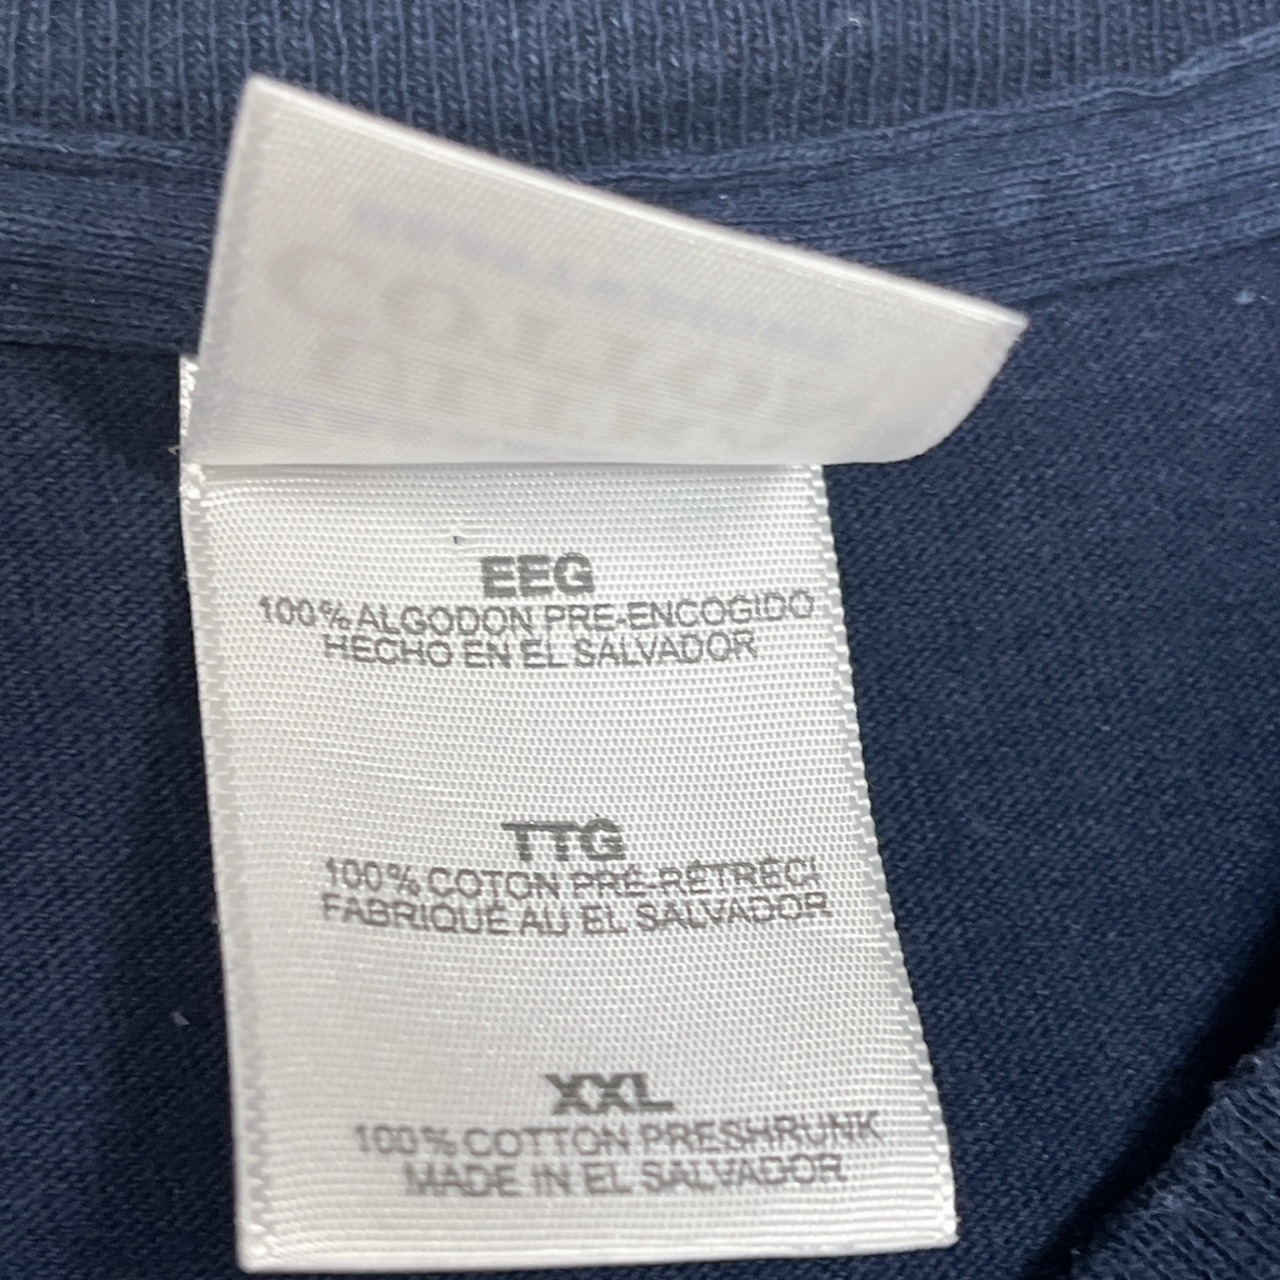 EEG
100% ALGODON PRE-ENCOGIDO
HECHO EN EL SALVADOR
TTG
100% COTON PRÉ-RÉTRÉCI
FABRIQUÉ AU EL SALVADOR
XXL
100% COTTON PRESHRUNK
MADE IN EL SALVADOR